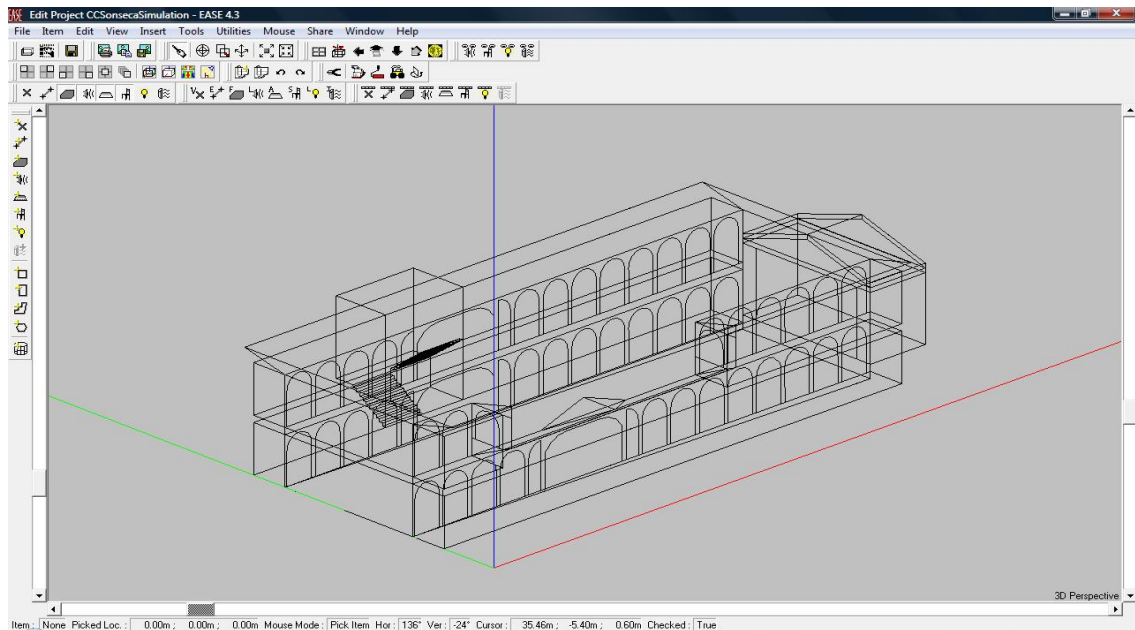 EASE Edit Project CCSonsecaSimulation - EASE 4.3
File Item Edit View Insert Tools Utilities Mouse Share Window Help
Vx E F L A S L T
3D Perspective
Item : None Picked Loc. : 0.00m ; 0.00m ; 0.00m Mouse Mode : Pick Item Hor : 136° Ver : -24° Cursor : 35.46m ; -5.40m ; 0.60m Checked : True